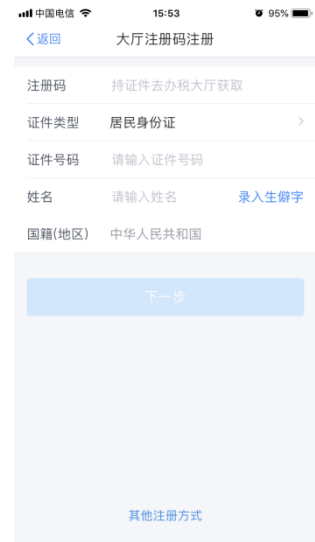 中国电信 15:53 95%
返回 大厅注册码注册
注册码 持证件去办税大厅获取
证件类型 居民身份证
证件号码 请输入证件号码
姓名 请输入姓名 录入生僻字
国籍(地区) 中华人民共和国
下一步
其他注册方式